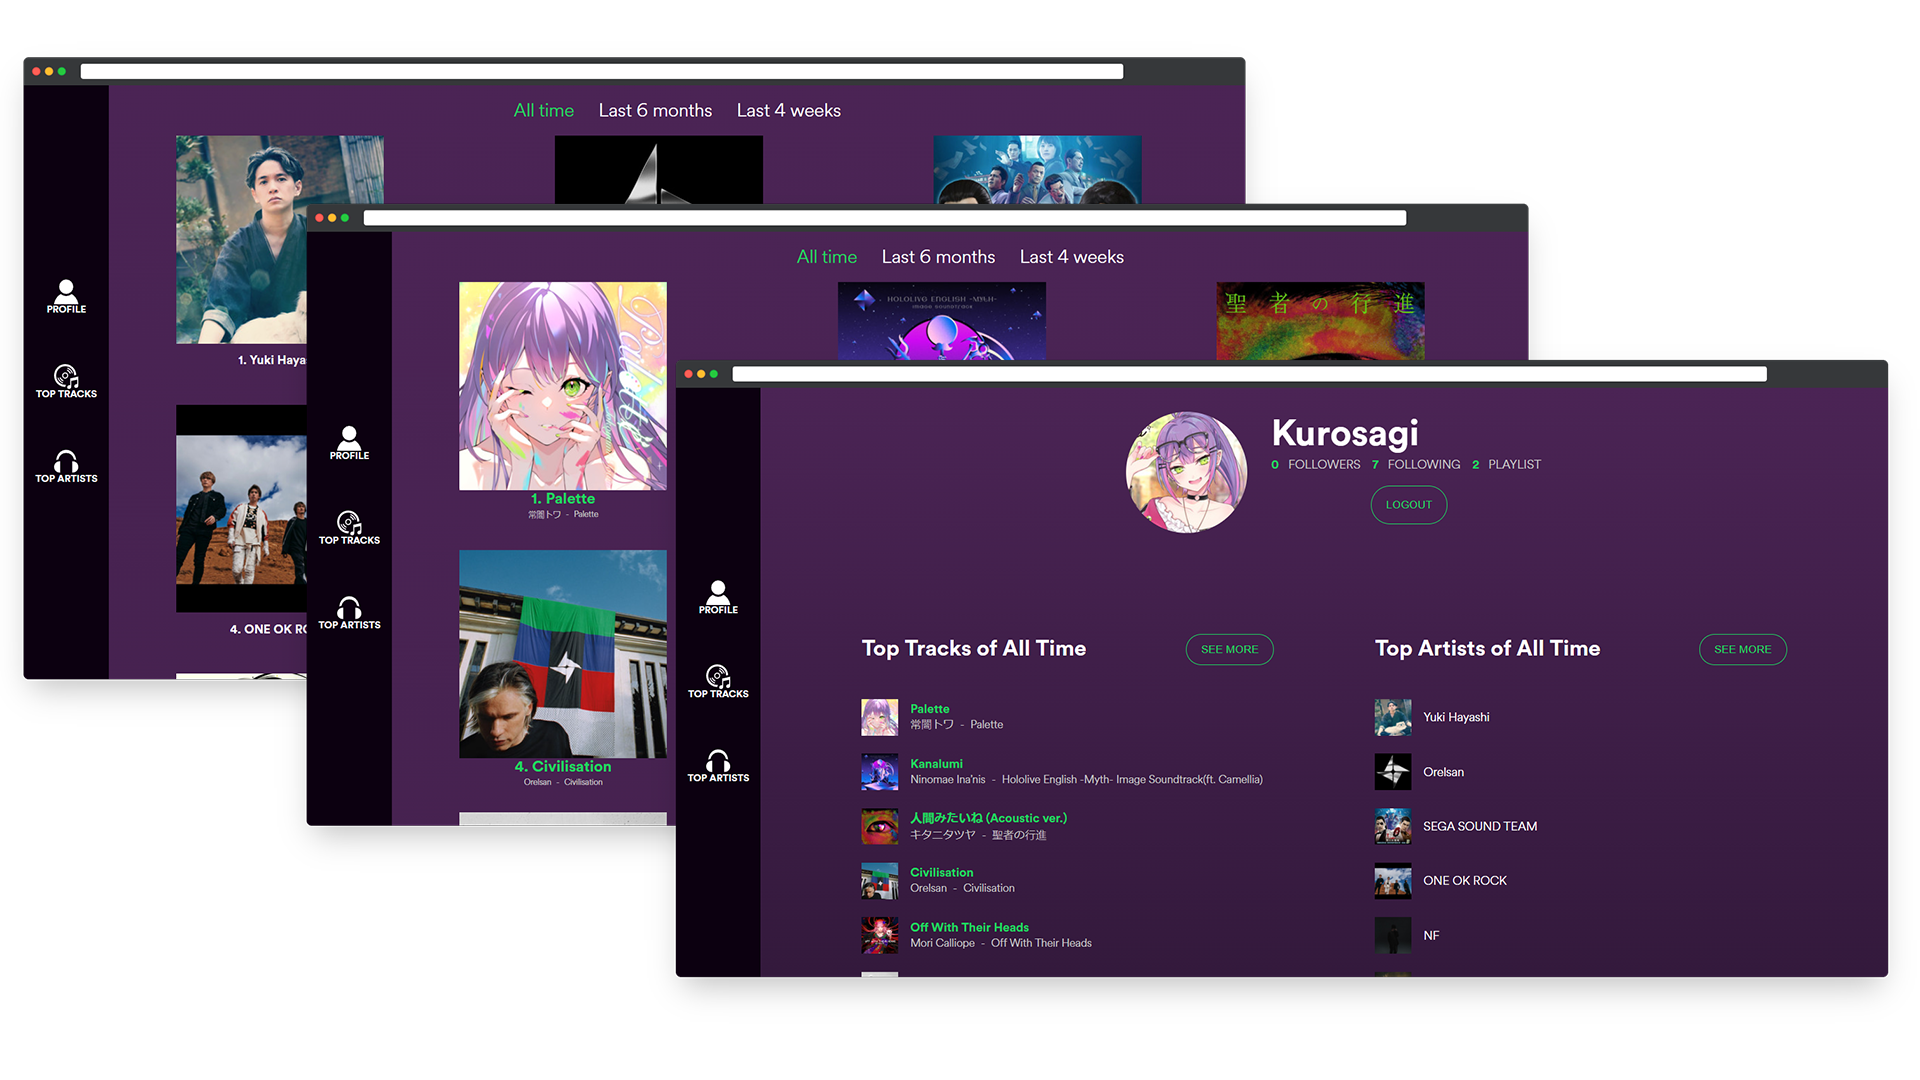 All time Last 6 months Last 4 weeks
PROFILE
TOP TRACKS
TOP ARTISTS
1. Yuki Haya
4. ONE OK RO
All time Last 6 months Last 4 weeks
PROFILE
TOP TRACKS
TOP ARTISTS
Palette
HOLOLIVE ENGLISH -MYTH-
IMAGE SOUNDTRACK
聖者の行進
1. Palette
常闇トワ - Palette
4. Civilisation
Orelsan - Civilisation
PROFILE
TOP TRACKS
TOP ARTISTS
Kurosagi
0 FOLLOWERS 7 FOLLOWING 2 PLAYLIST
LOGOUT
Top Tracks of All Time
SEE MORE
Palette
常闇トワ - Palette
Kanalumi
Ninomae Ina'nis - Hololive English -Myth- Image Soundtrack(ft. Camellia)
人間みたいね (Acoustic ver.)
キタニタツヤ - 聖者の行進
Civilisation
Orelsan - Civilisation
Off With Their Heads
Mori Calliope - Off With Their Heads
Top Artists of All Time
SEE MORE
Yuki Hayashi
Orelsan
SEGA SOUND TEAM
ONE OK ROCK
NF